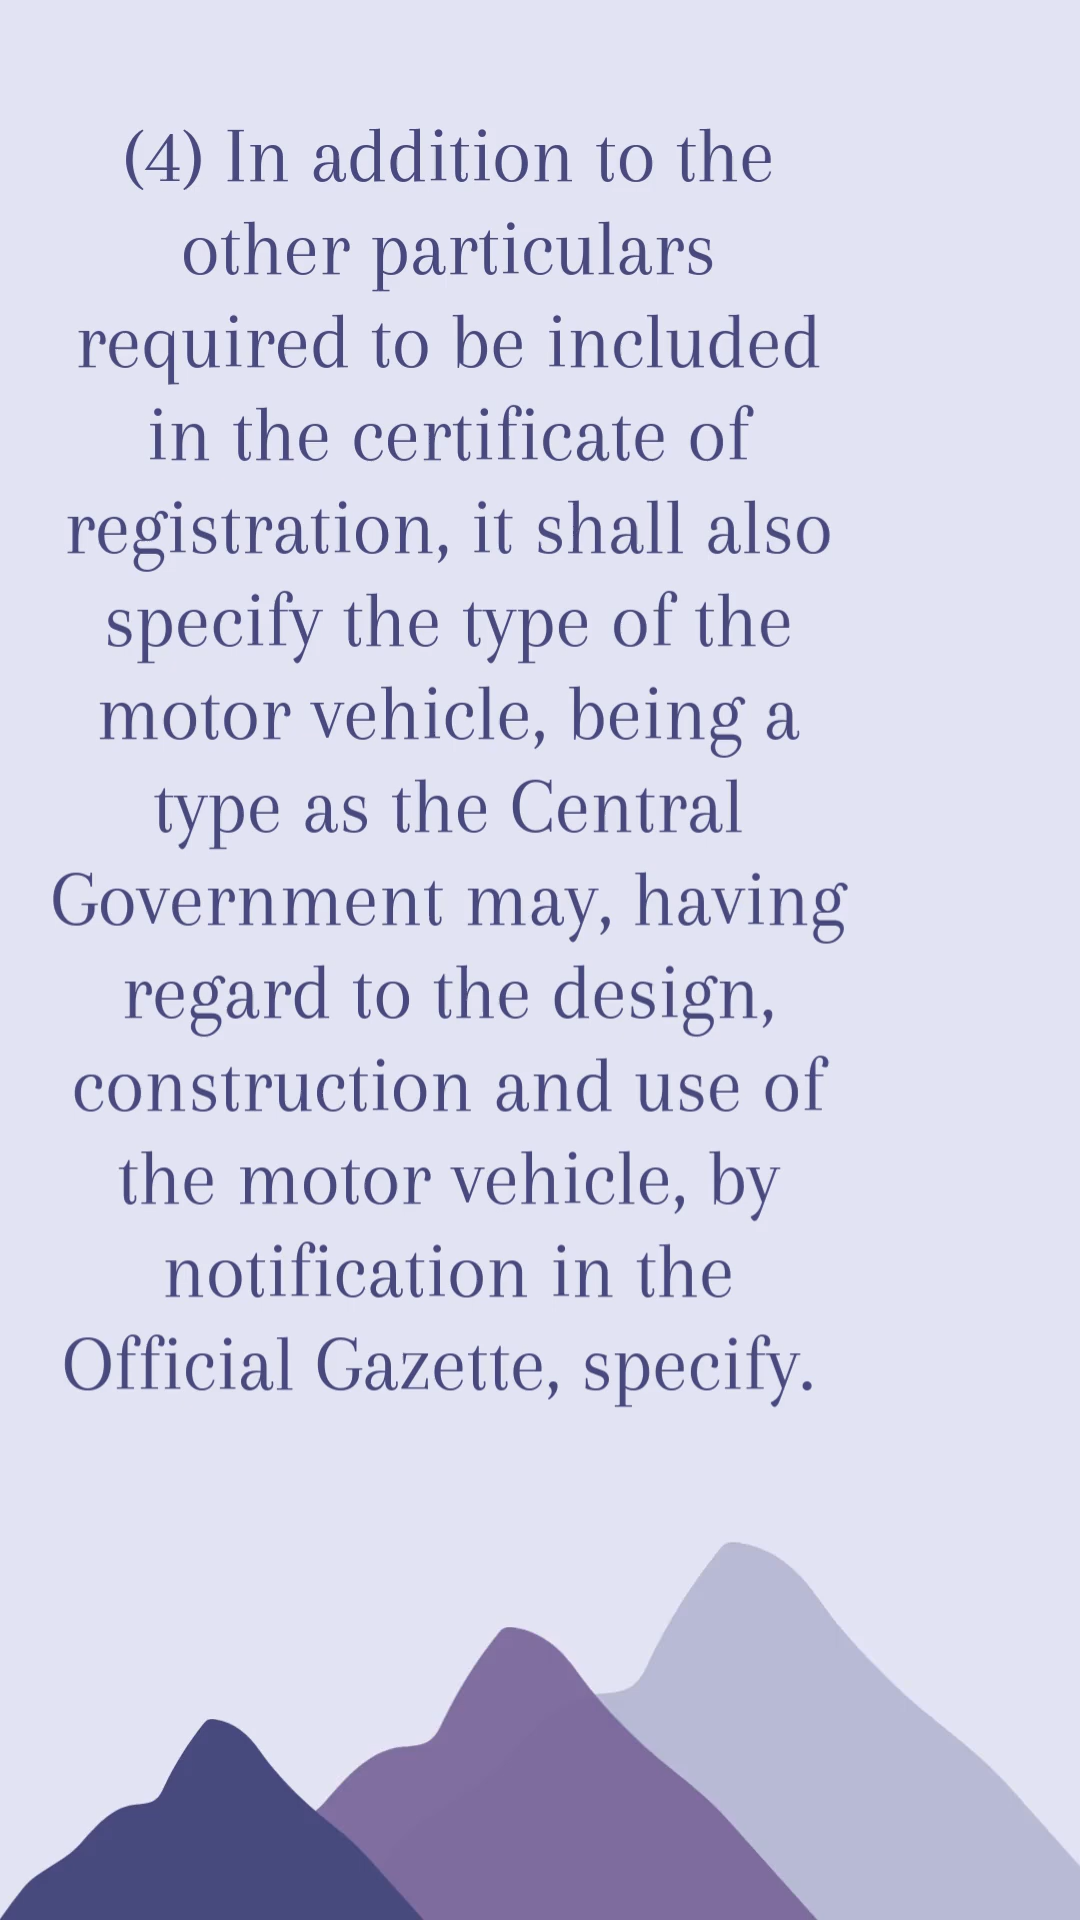 (4) In addition to the
other particulars
required to be included
in the certificate of
registration, it shall also
specify the type of the
motor vehicle, being a
type as the Central
Government may, having
regard to the design,
construction and use of
the motor vehicle, by
notification in the
Official Gazette, specify.